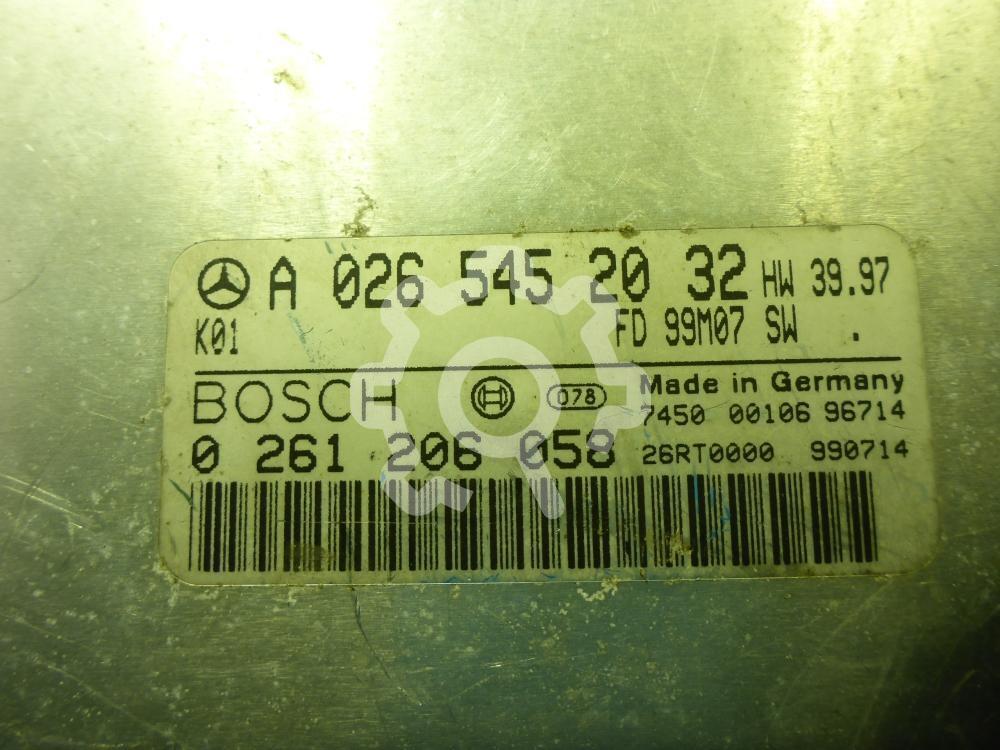 A 026 545 20 32 HW 39.97
K01 FD 99M07 SW .
BOSCH 078 Made in Germany
7450 00106 96714
0 261 206 058 26RT0000 990714